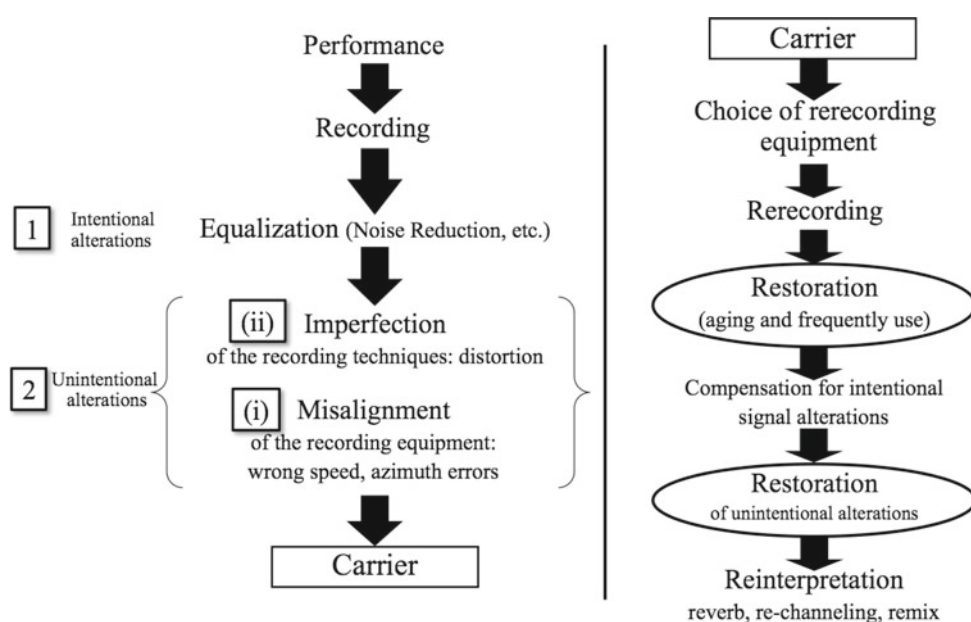 Performance
Recording
1
Intentional
alterations
Equalization (Noise Reduction, etc.)
2
Unintentional
alterations
(ii) Imperfection
of the recording techniques: distortion
(i) Misalignment
of the recording equipment:
wrong speed, azimuth errors
Carrier
Carrier
Choice of rerecording
equipment
Rerecording
Restoration
(aging and frequently use)
Compensation for intentional
signal alterations
Restoration
of unintentional alterations
Reinterpretation
reverb, re-channeling, remix